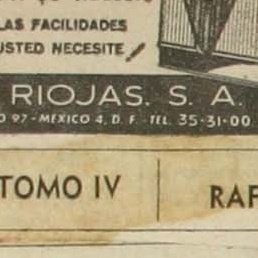 LAS FACILIDADES
USTED NECESITE
RIOJAS. S. A.
97 - MEXICO 4, D. F. - TEL. 35-31-00
TOMO IV
RAF